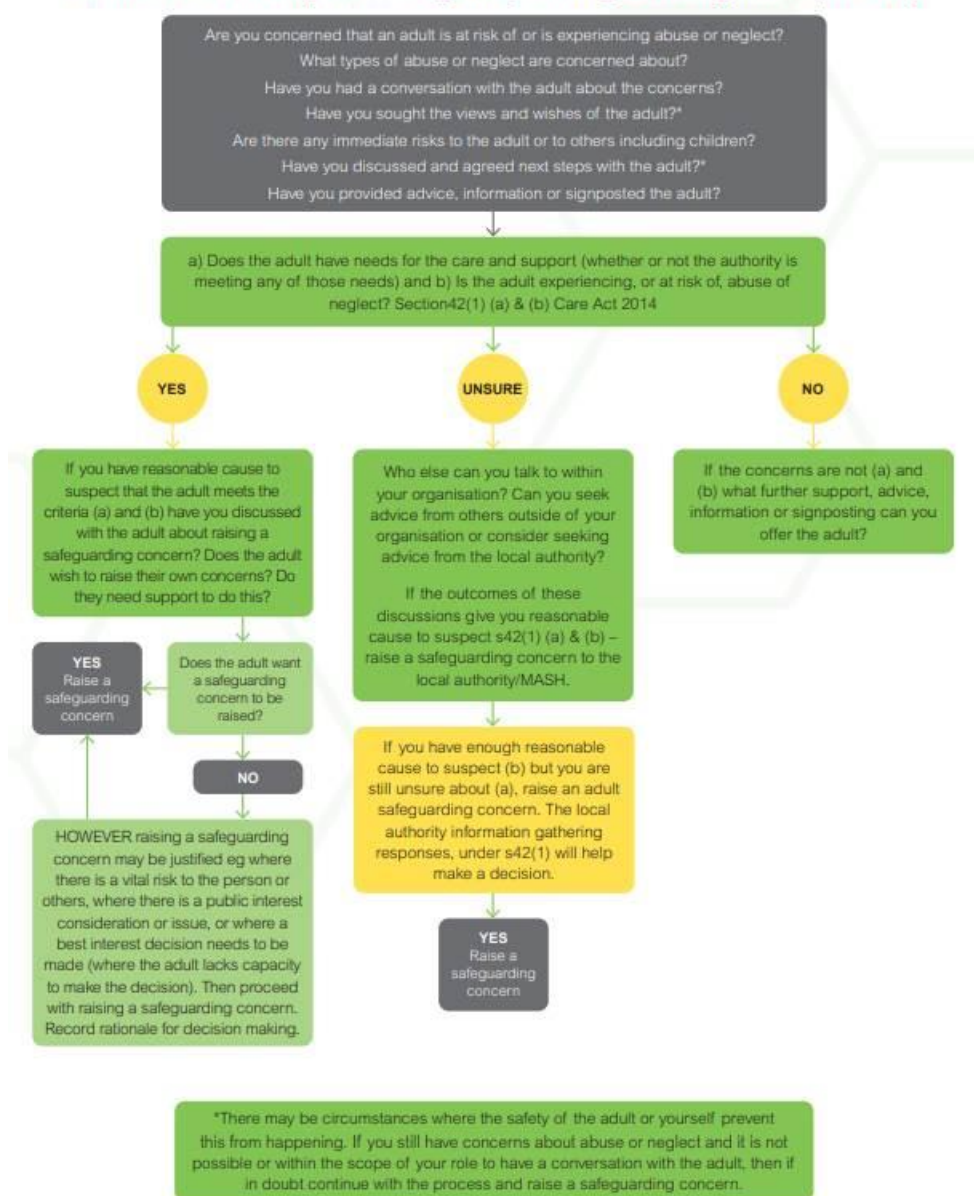 Are you concerned that an adult is at risk of or is experiencing abuse or neglect?
What types of abuse or neglect are concerned about?
Have you had a conversation with the adult about the concerns?
Have you sought the views and wishes of the adult?*
Are there any immediate risks to the adult or to others including children?
Have you discussed and agreed next steps with the adult?*
Have you provided advice, information or signposted the adult?
a) Does the adult have needs for the care and support (whether or not the authority is
meeting any of those needs) and b) Is the adult experiencing, or at risk of, abuse of
neglect? Section42(1) (a) & (b) Care Act 2014
YES
UNSURE
NO
If you have reasonable cause to
suspect that the adult meets the
criteria (a) and (b) have you discussed
with the adult about raising a
safeguarding concern? Does the adult
wish to raise their own concerns? Do
they need support to do this?
Who else can you talk to within
your organisation? Can you seek
advice from others outside of your
organisation or consider seeking
advice from the local authority?
If the outcomes of these
discussions give you reasonable
cause to suspect s42(1) (a) & (b) –
raise a safeguarding concern to the
local authority/MASH.
If the concerns are not (a) and
(b) what further support, advice,
information or signposting can you
offer the adult?
YES
Raise a
safeguarding
concern
Does the adult want
a safeguarding
concern to be
raised?
NO
HOWEVER raising a safeguarding
concern may be justified eg where
there is a vital risk to the person or
others, where there is a public interest
consideration or issue, or where a
best interest decision needs to be
made (where the adult lacks capacity
to make the decision). Then proceed
with raising a safeguarding concern.
Record rationale for decision making.
If you have enough reasonable
cause to suspect (b) but you are
still unsure about (a), raise an adult
safeguarding concern. The local
authority information gathering
responses, under s42(1) will help
make a decision.
YES
Raise a
safeguarding
concern
*There may be circumstances where the safety of the adult or yourself prevent
this from happening. If you still have concerns about abuse or neglect and it is not
possible or within the scope of your role to have a conversation with the adult, then if
in doubt continue with the process and raise a safeguarding concern.